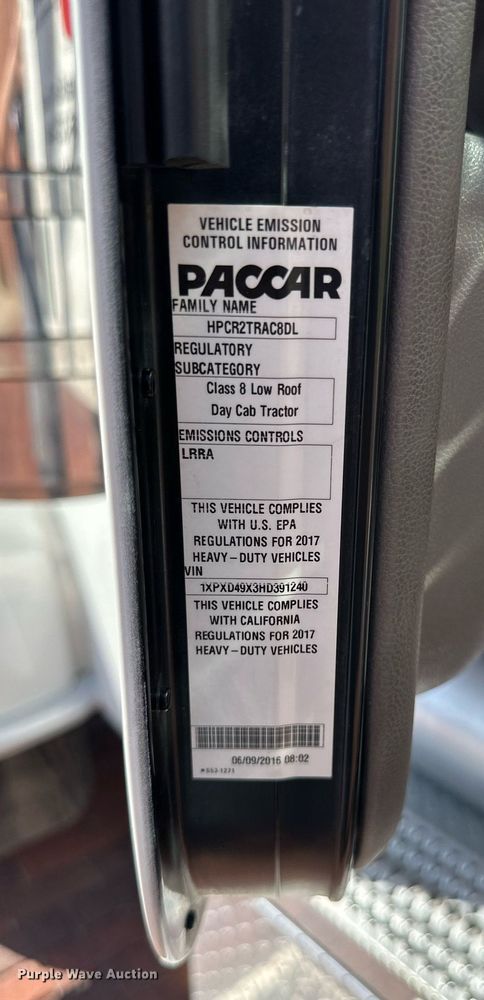 VEHICLE EMISSION
CONTROL INFORMATION
PACCAR
FAMILY NAME
HPCR2TRAC8DL
REGULATORY
SUBCATEGORY
Class 8 Low Roof
Day Cab Tractor
EMISSIONS CONTROLS
LRRA
THIS VEHICLE COMPLIES
WITH U.S. EPA
REGULATIONS FOR 2017
HEAVY-DUTY VEHICLES
VIN
1XPXD49X3HD391240
THIS VEHICLE COMPLIES
WITH CALIFORNIA
REGULATIONS FOR 2017
HEAVY-DUTY VEHICLES
06/09/2016 08:02
#S53-1271
Purple Wave Auction